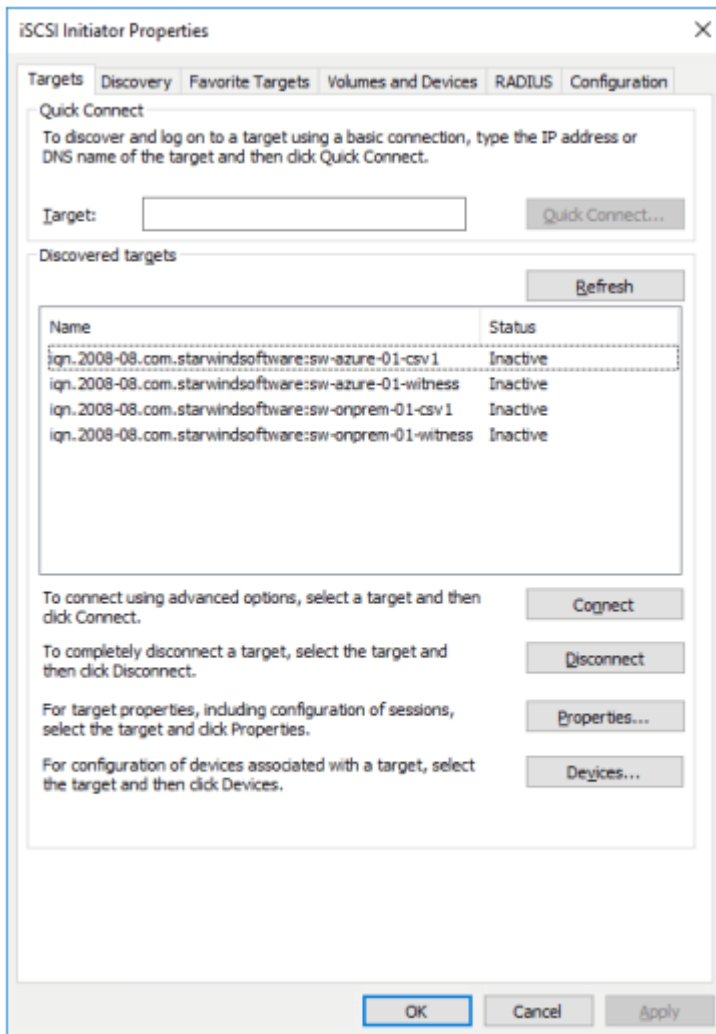 iSCSI Initiator Properties
Targets Discovery Favorite Targets Volumes and Devices RADIUS Configuration
Quick Connect
To discover and log on to a target using a basic connection, type the IP address or
DNS name of the target and then click Quick Connect.
Target:
Quick Connect...
Discovered targets
Refresh
Name Status
iqn.2008-08.com.starwindsoftware:sw-azure-01-csv1 Inactive
iqn.2008-08.com.starwindsoftware:sw-azure-01-witness Inactive
iqn.2008-08.com.starwindsoftware:sw-onprem-01-csv1 Inactive
iqn.2008-08.com.starwindsoftware:sw-onprem-01-witness Inactive
To connect using advanced options, select a target and then
click Connect.
Connect
To completely disconnect a target, select the target and
then click Disconnect.
Disconnect
For target properties, including configuration of sessions,
select the target and click Properties.
Properties...
For configuration of devices associated with a target, select
the target and then click Devices.
Devices...
OK Cancel Apply